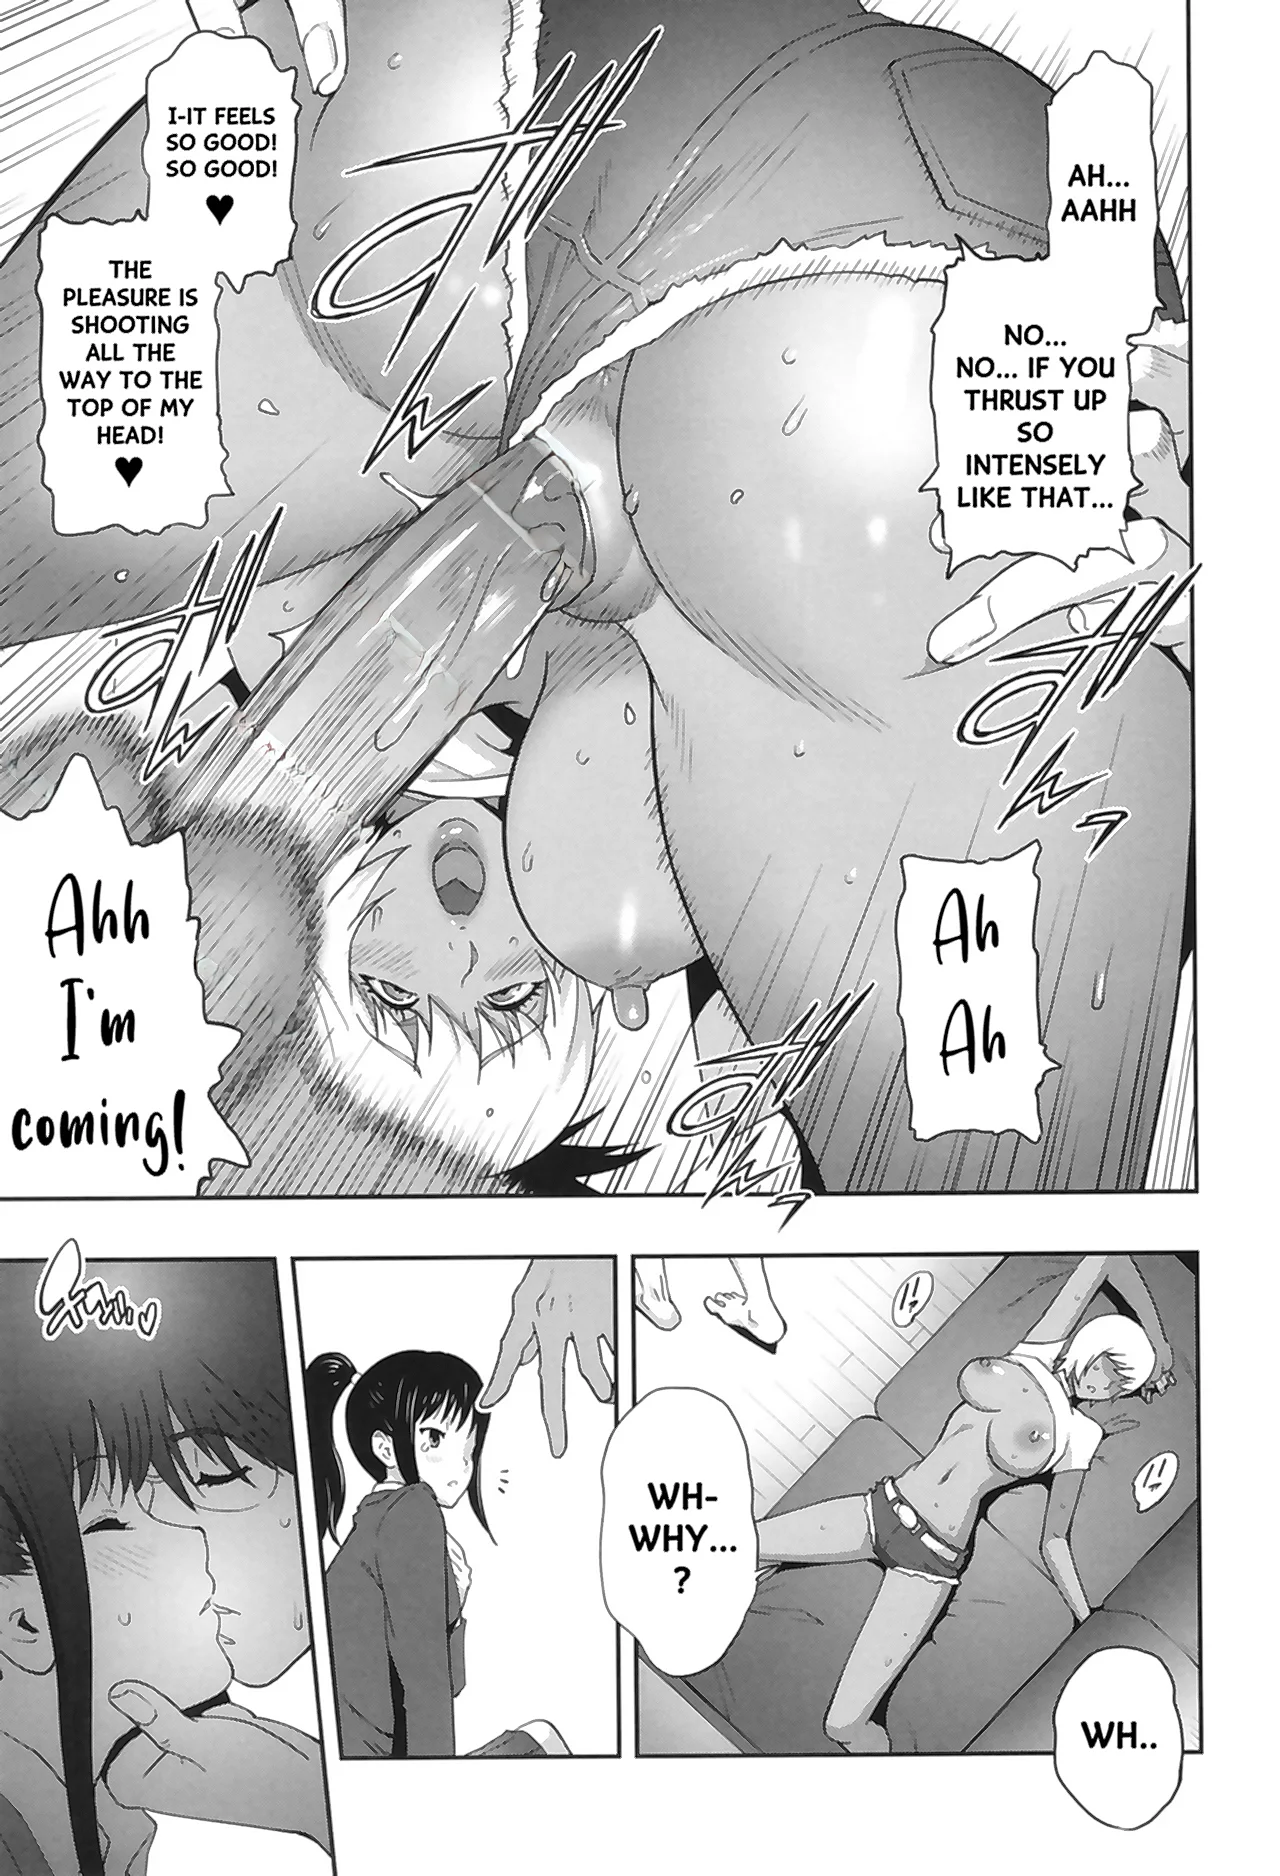 AH...
AAHH
NO...
NO... IF YOU
THRUST UP
SO
INTENSELY
LIKE THAT...
I-IT FEELS
SO GOOD!
SO GOOD!
♥
THE
PLEASURE IS
SHOOTING
ALL THE
WAY TO THE
TOP OF MY
HEAD!
♥
Ah
Ah
Ahh
I'm
coming!
WH..
WH-
WHY...
?